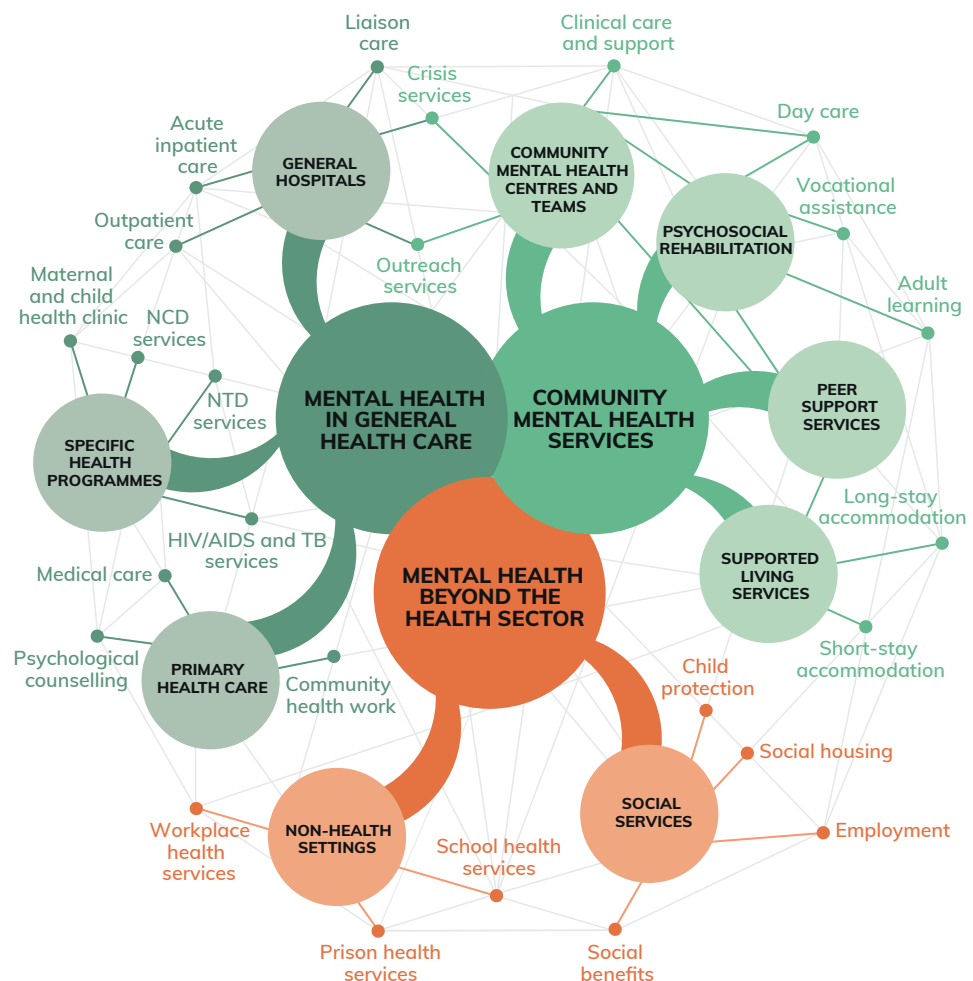 Liaison
care
Clinical care
and support
Crisis
services
Day care
Acute
inpatient
care
GENERAL
HOSPITALS
COMMUNITY
MENTAL HEALTH
CENTRES AND
TEAMS
Vocational
assistance
Outpatient
care
PSYCHOSOCIAL
REHABILITATION
Outreach
services
Maternal
and child
health clinic
NCD
services
Adult
learning
NTD
services
MENTAL HEALTH
IN GENERAL
HEALTH CARE
COMMUNITY
MENTAL HEALTH
SERVICES
PEER
SUPPORT
SERVICES
SPECIFIC
HEALTH
PROGRAMMES
Long-stay
accommodation
HIV/AIDS and TB
services
Medical care
MENTAL HEALTH
BEYOND THE
HEALTH SECTOR
SUPPORTED
LIVING
SERVICES
Psychological
counselling
PRIMARY
HEALTH CARE
Community
health work
Short-stay
accommodation
Child
protection
Social housing
Workplace
health
services
NON-HEALTH
SETTINGS
School health
services
SOCIAL
SERVICES
Employment
Prison health
services
Social
benefits